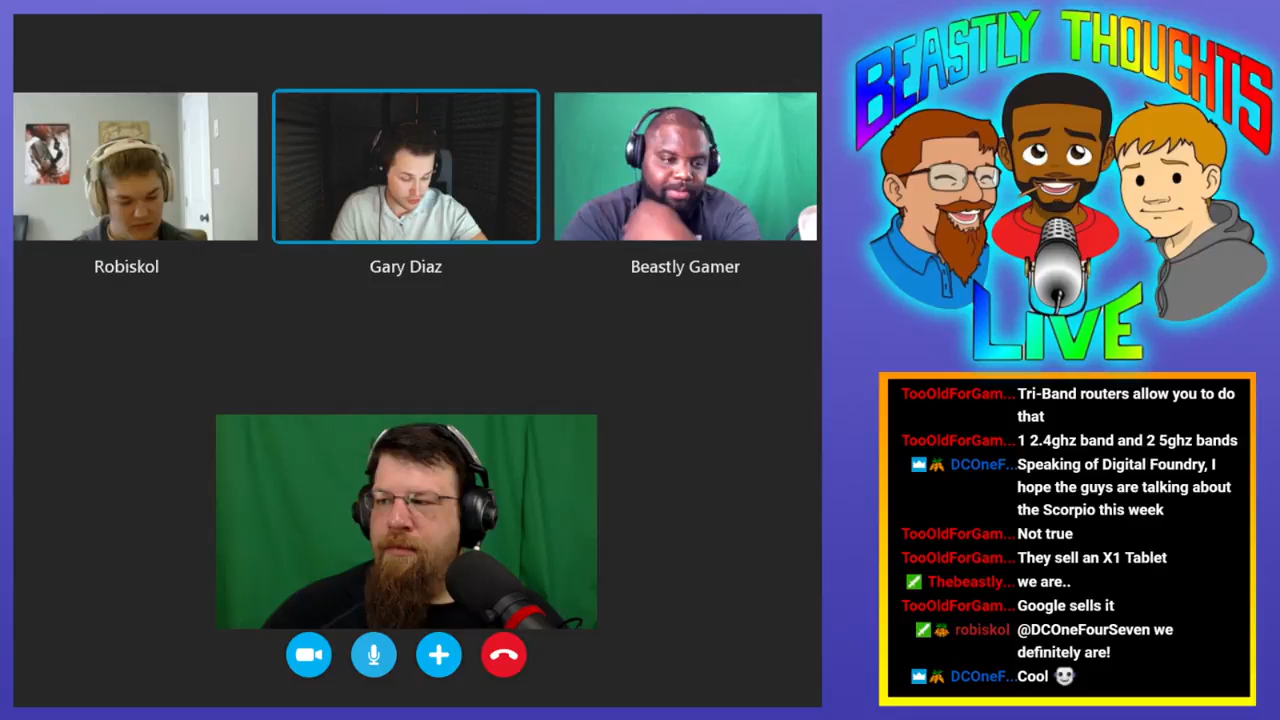 Robiskol
Gary Diaz
Beastly Gamer
BEASTLY THOUGHTS
LIVE
TooOldForGam... Tri-Band routers allow you to do
that
TooOldForGam... 1 2.4ghz band and 2 5ghz bands
DCOneF... Speaking of Digital Foundry, I
hope the guys are talking about
the Scorpio this week
TooOldForGam... Not true
TooOldForGam... They sell an X1 Tablet
Thebeastly... we are..
TooOldForGam... Google sells it
robiskol @DCOneFourSeven we
definitely are!
DCOneF... Cool